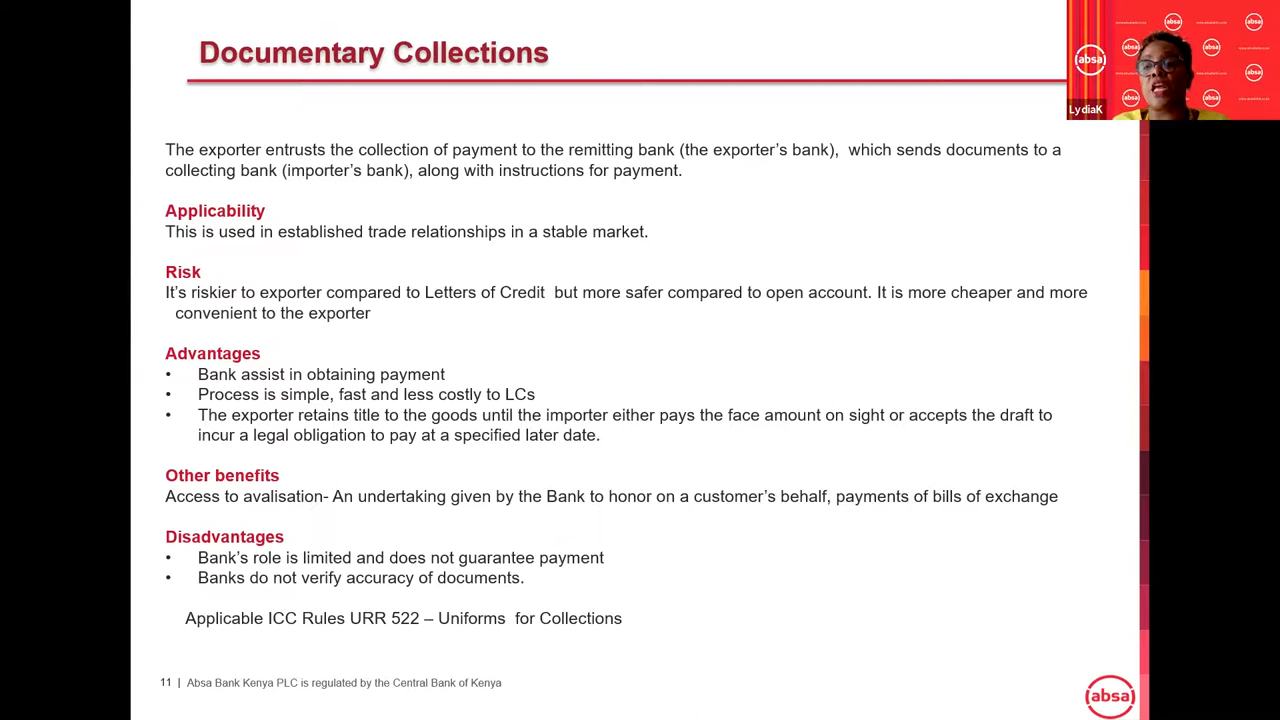 Documentary Collections
absa
absa
absa
absa
absa
absa
absa
absa
LydiaK
The exporter entrusts the collection of payment to the remitting bank (the exporter's bank), which sends documents to a
collecting bank (importer's bank), along with instructions for payment.
Applicability
This is used in established trade relationships in a stable market.
Risk
It's riskier to exporter compared to Letters of Credit but more safer compared to open account. It is more cheaper and more
convenient to the exporter
Advantages
• Bank assist in obtaining payment
• Process is simple, fast and less costly to LCs
• The exporter retains title to the goods until the importer either pays the face amount on sight or accepts the draft to
incur a legal obligation to pay at a specified later date.
Other benefits
Access to avalisation- An undertaking given by the Bank to honor on a customer's behalf, payments of bills of exchange
Disadvantages
• Bank's role is limited and does not guarantee payment
• Banks do not verify accuracy of documents.
Applicable ICC Rules URR 522 – Uniforms for Collections
11 | Absa Bank Kenya PLC is regulated by the Central Bank of Kenya
absa